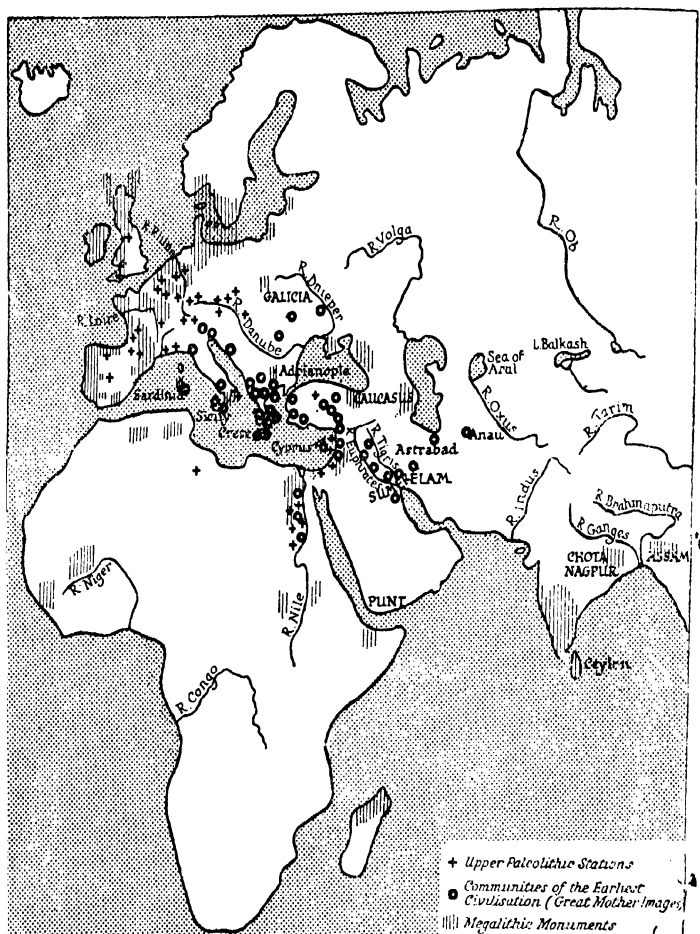 R. Volga
R. Ob
R. Rhine
R. Dnieper
GALICIA
R. Loire
R. Danube
L. Balkash
Sea of
Aral
Adrianople
R. Oxus
CAUCASUS
Sardinia
R. Tarim
Sicily
Crete
Anau
R. Tigris
Astrabad
Cyprus
R. Euphrates
ELAM
R. Indus
R. Brahmaputra
R. Ganges
CHOTA
NAGPUR
ASSAM
R. Niger
R. Nile
PUNT
Ceylon
R. Congo
Upper Paleolithic Stations
Communities of the Earliest
Civilisation (Great Mother Images)
Megalithic Monuments